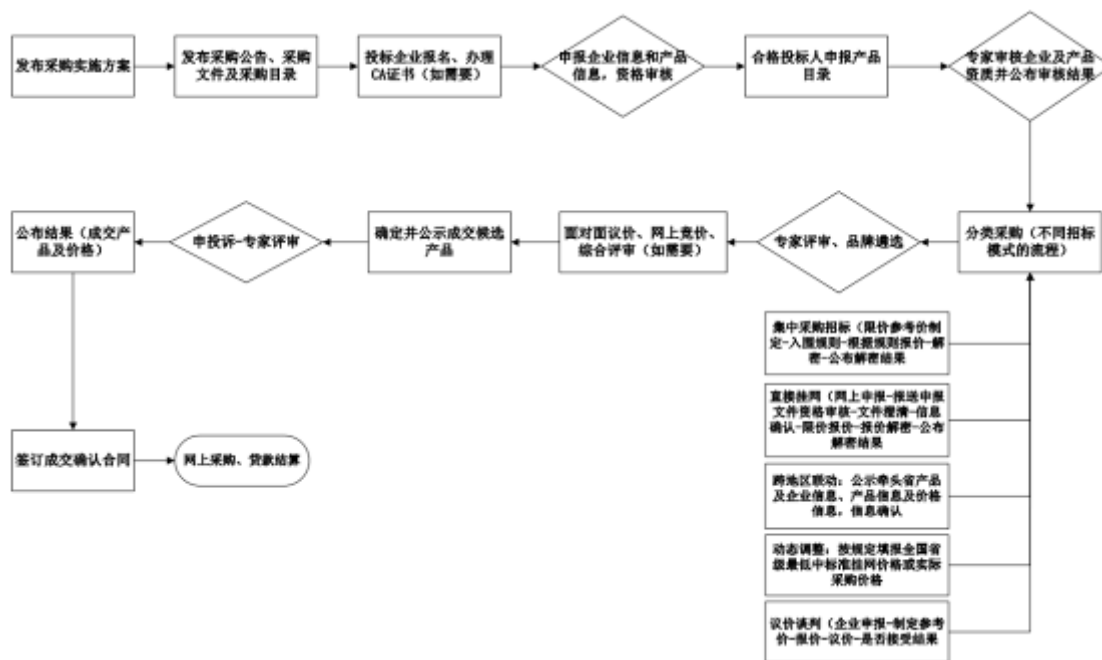 发布采购实施方案
发布采购公告、采购
文件及采购目录
投标企业报名、办理
CA证书（如需要）
申报企业信息和产品
信息，资格审核
合格投标人申报产品
目录
专家审核企业及产品
资质并公布审核结果
公布结果（成交产
品及价格）
申投诉-专家评审
确定并公示成交候选
产品
面对面议价、网上竞价、
综合评审（如需要）
专家评审、品牌遴选
分类采购（不同招标
模式的流程）
集中采购招标（限价参考价制
定-入围规则-根据规则报价-解
密-公布解密结果
直接挂网（网上申报-报送申报
文件资格审核-文件澄清-信息
确认-限价报价-报价解密-公布
解密结果
签订成交确认合同
网上采购、贷款结算
跨地区联动：公示牵头省产品
及企业信息、产品信息及价格
信息，信息确认
动态调整：按规定填报全国省
级最低中标准挂网价格或实际
采购价格
议价谈判（企业申报-制定参考
价-报价-议价-是否接受结果